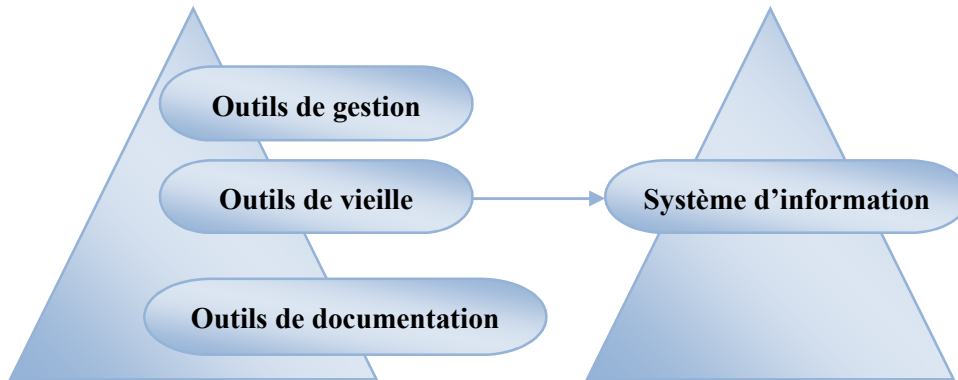 Outils de gestion
Outils de vieille
Système d’information
Outils de documentation